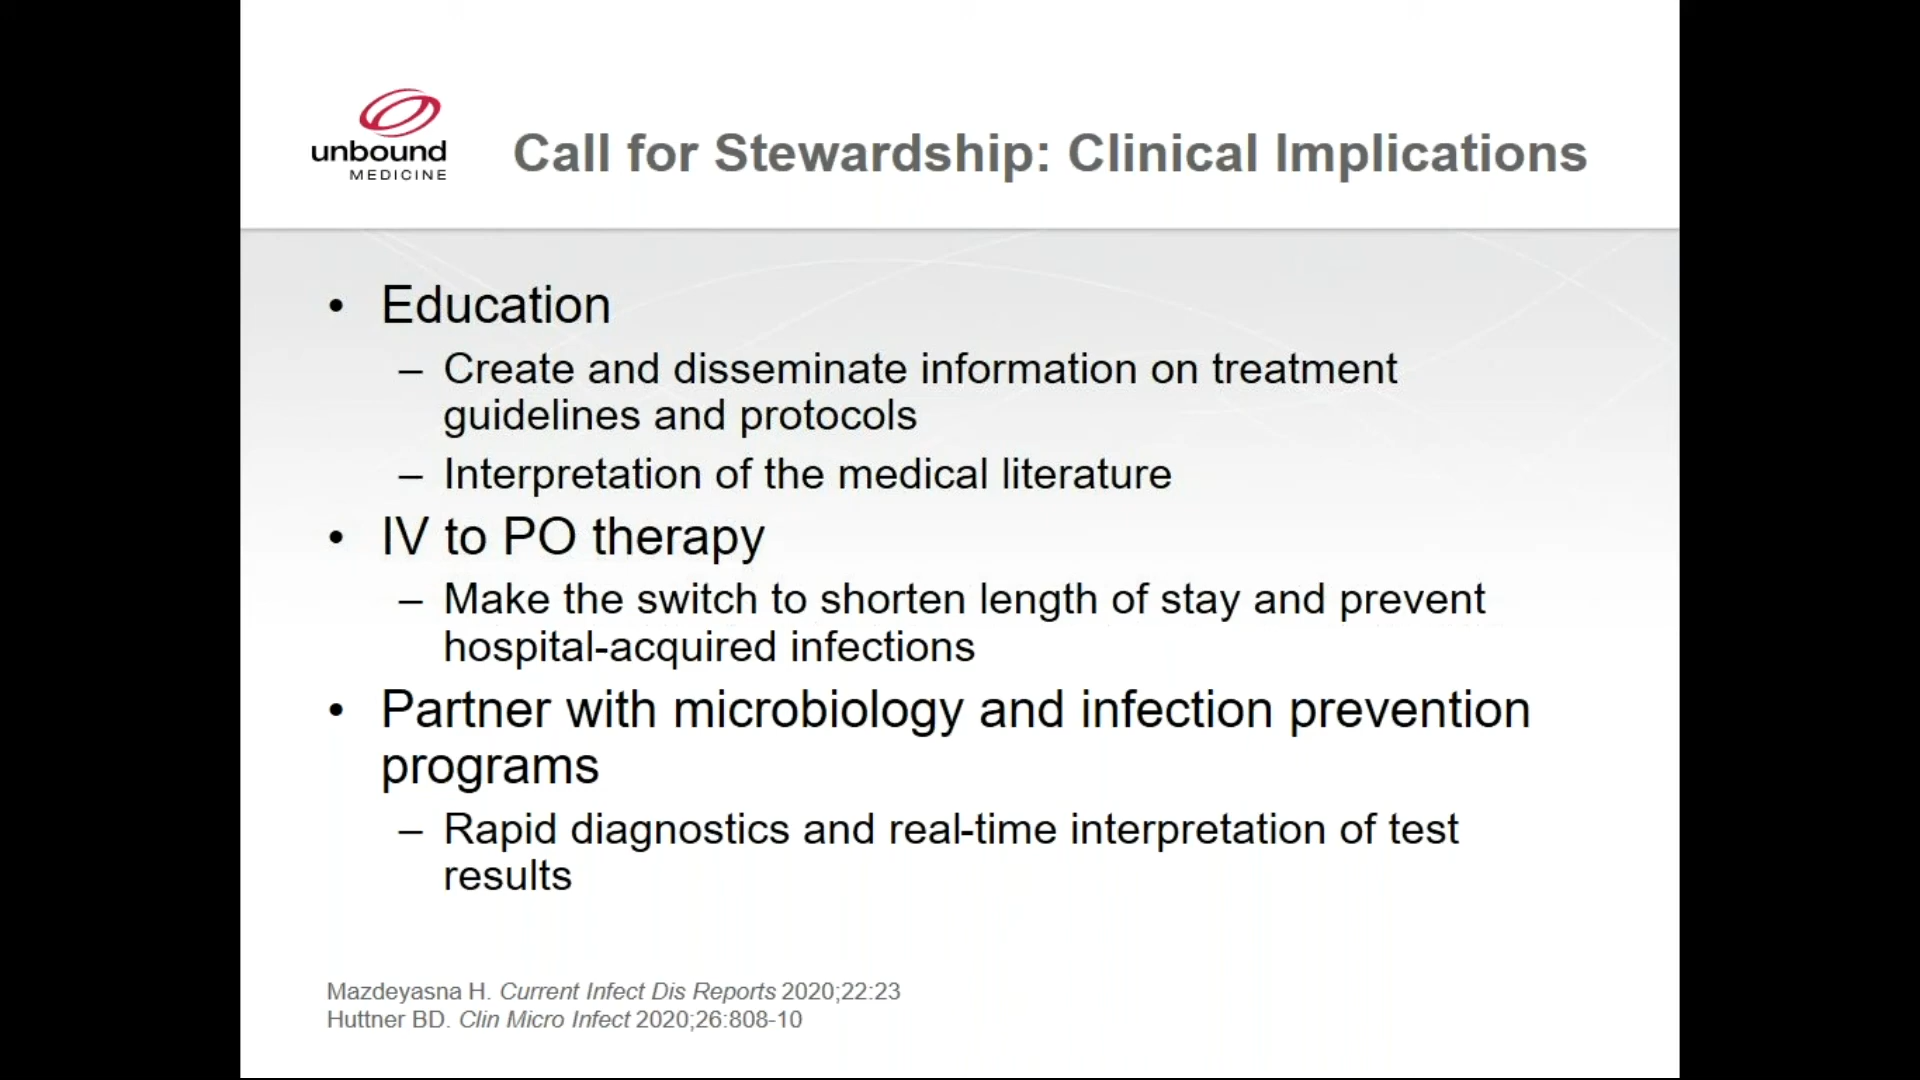 unbound
MEDICINE
Call for Stewardship: Clinical Implications
• Education
– Create and disseminate information on treatment
guidelines and protocols
– Interpretation of the medical literature
• IV to PO therapy
– Make the switch to shorten length of stay and prevent
hospital-acquired infections
• Partner with microbiology and infection prevention
programs
– Rapid diagnostics and real-time interpretation of test
results
Mazdeyasna H. Current Infect Dis Reports 2020;22:23
Huttner BD. Clin Micro Infect 2020;26:808-10